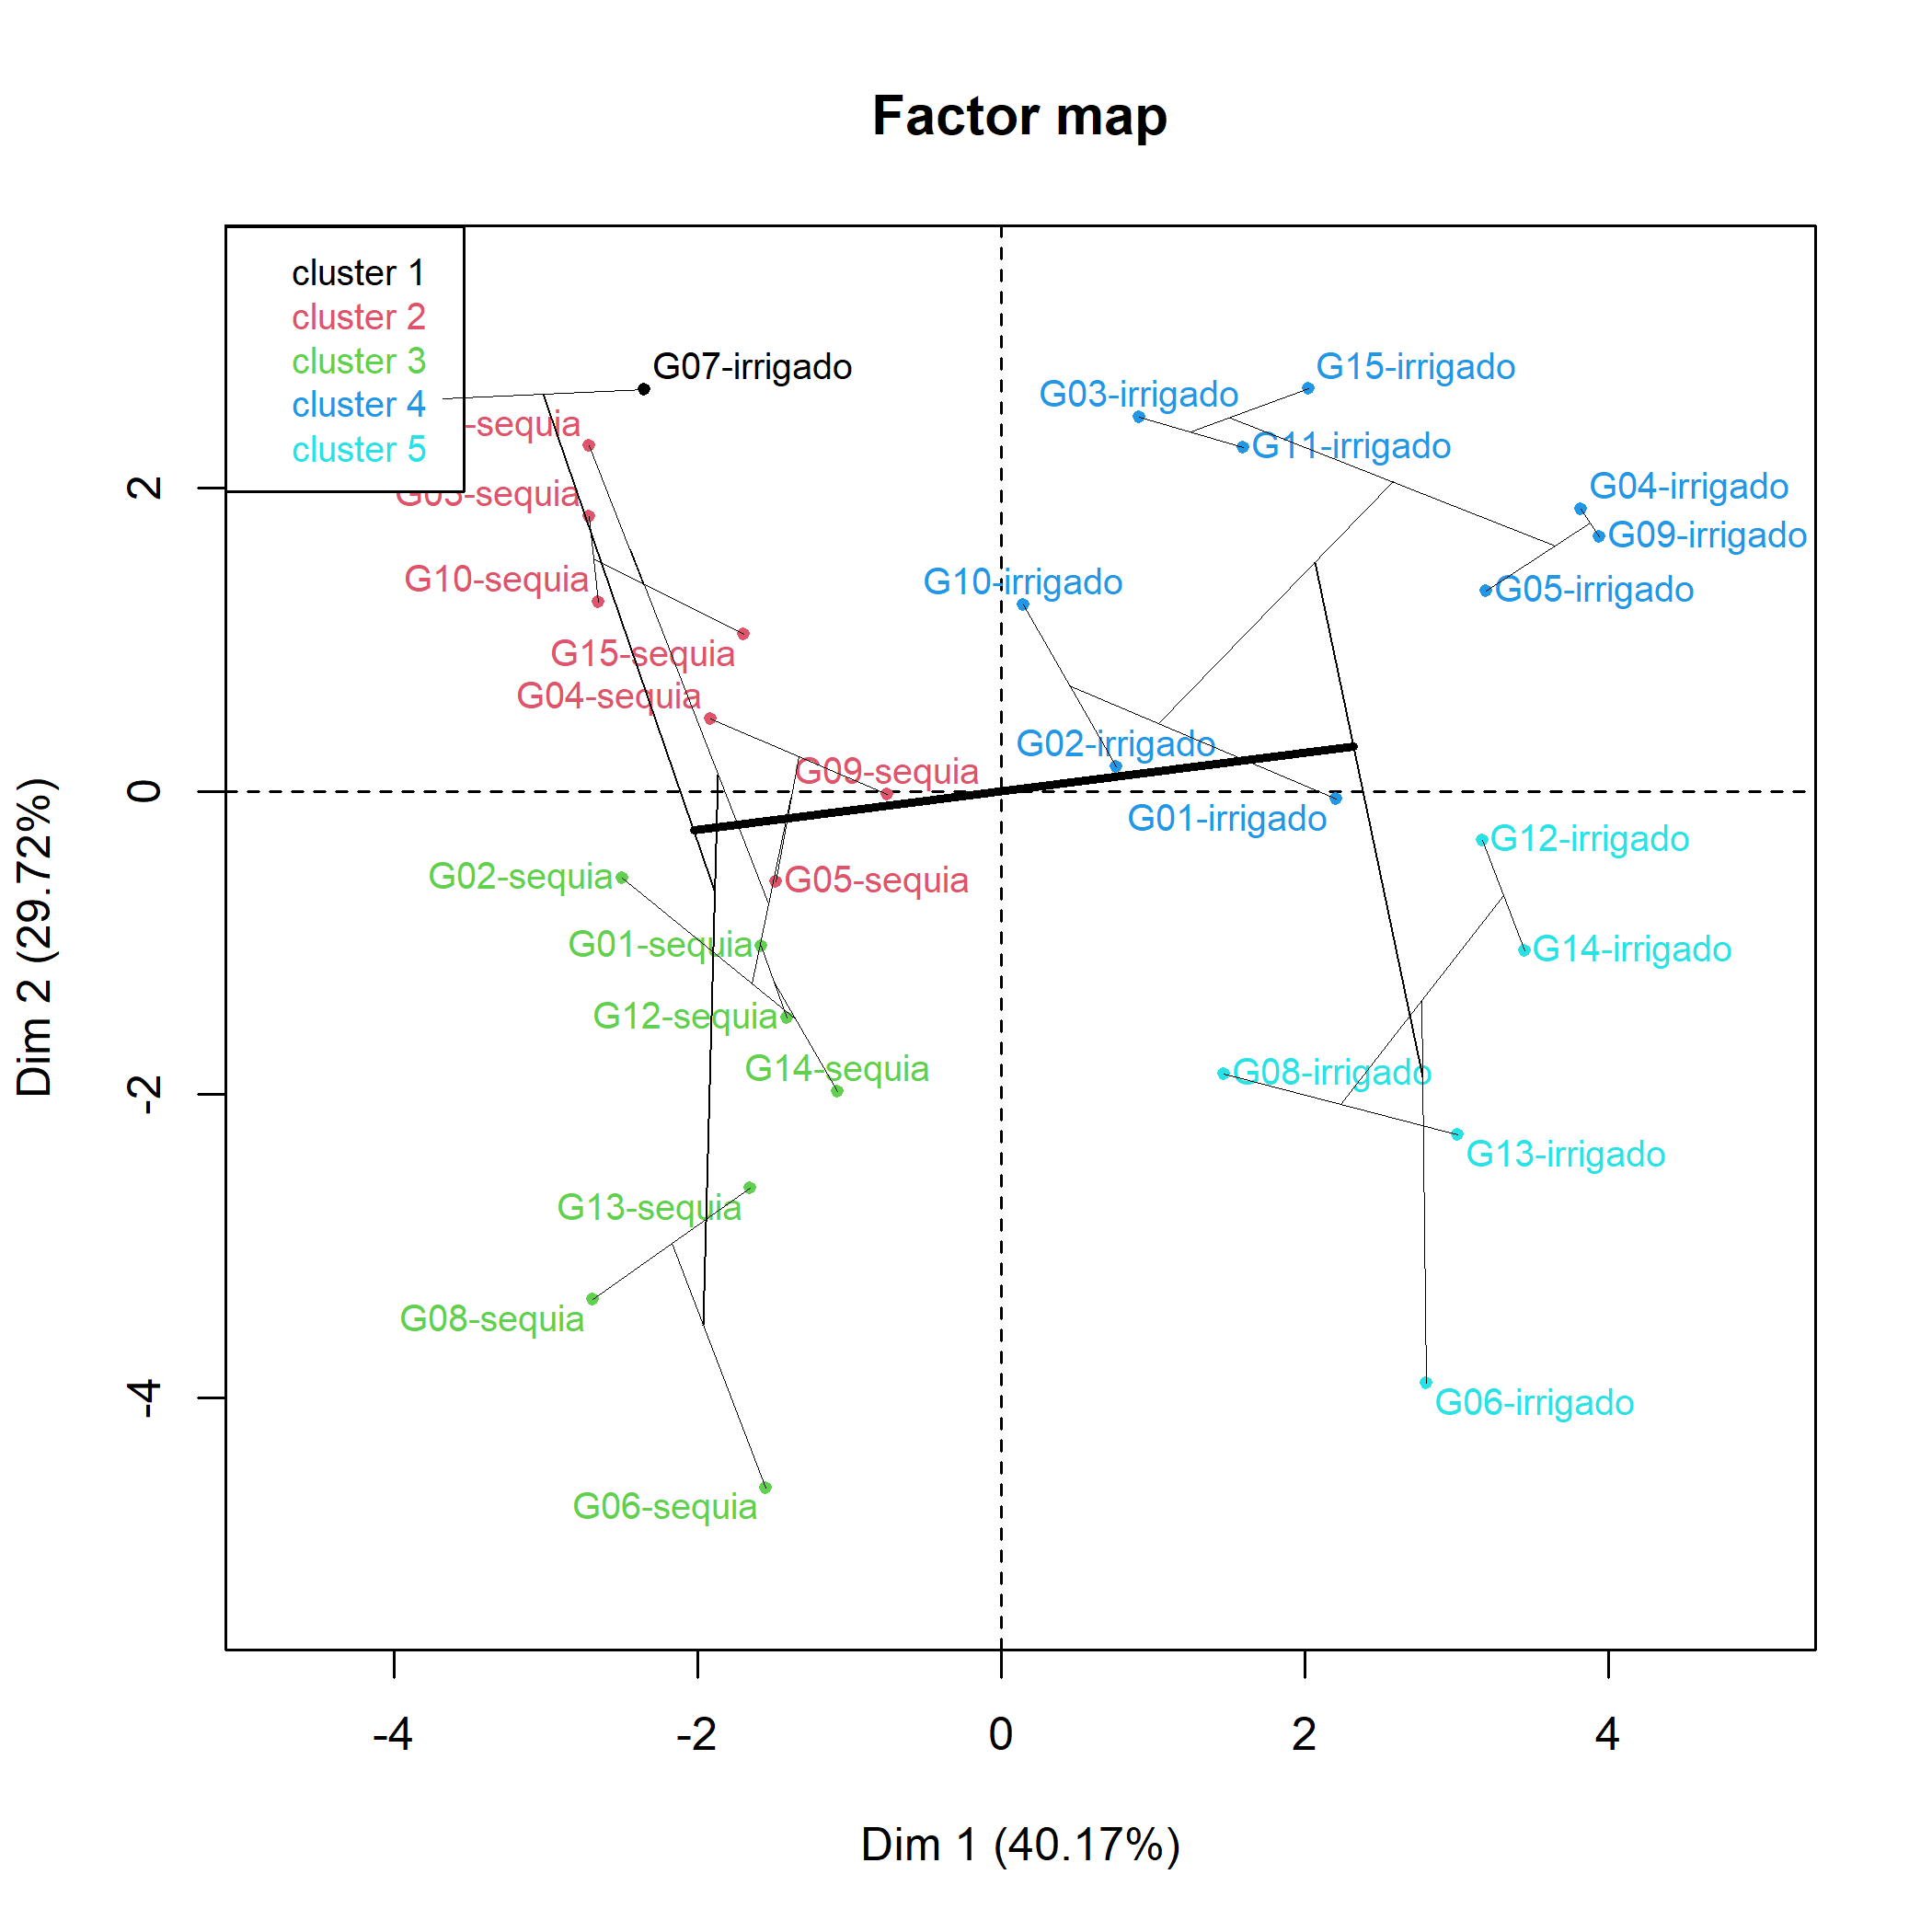 Factor map
cluster 1
cluster 2
cluster 3
cluster 4
cluster 5
G07-irrigado
G15-irrigado
G03-irrigado
-sequia
G11-irrigado
G04-irrigado
G03-sequia
G09-irrigado
G10-sequia
G10-irrigado
G05-irrigado
G15-sequia
G04-sequia
G02-irrigado
G09-sequia
G01-irrigado
G12-irrigado
G02-sequia
G05-sequia
G01-sequia
G14-irrigado
G12-sequia
G14-sequia
G08-irrigado
G13-irrigado
G13-sequia
G08-sequia
G06-irrigado
G06-sequia
2
0
-2
-4
Dim 2 (29.72%)
-4
-2
0
2
4
Dim 1 (40.17%)